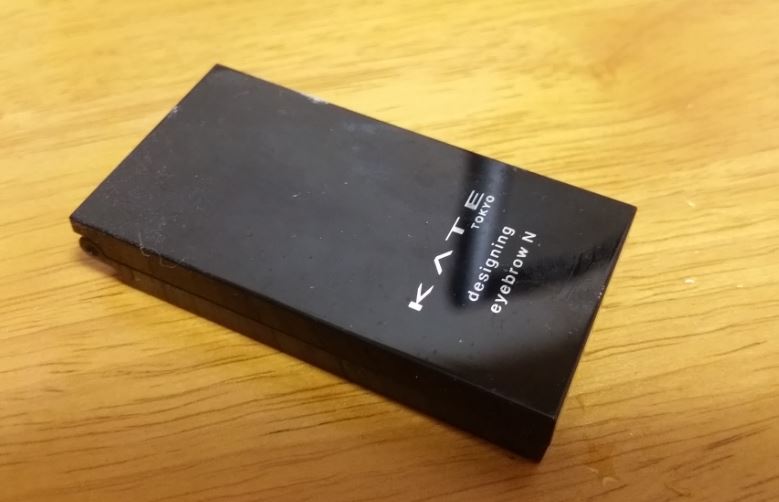 KATE
TOKYO
designing
eyebrow N